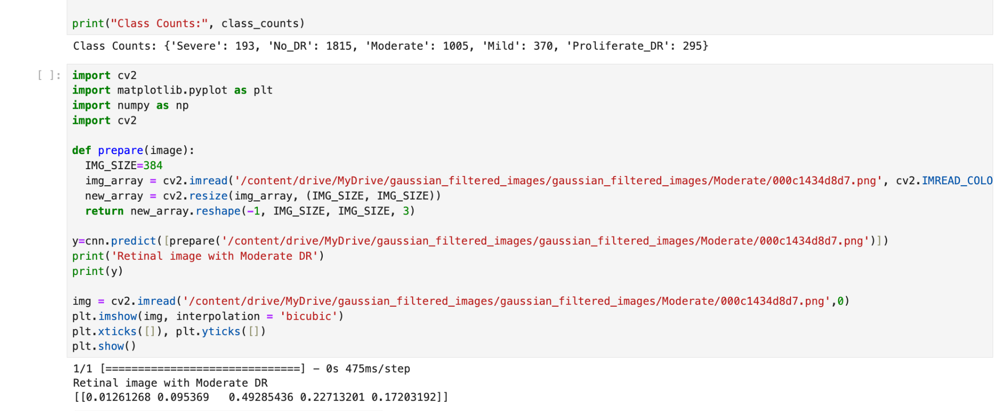 print("Class Counts:", class_counts)
Class Counts: {'Severe': 193, 'No_DR': 1815, 'Moderate': 1005, 'Mild': 370, 'Proliferate_DR': 295}
[ ]:
import cv2
import matplotlib.pyplot as plt
import numpy as np
import cv2
def prepare(image):
  IMG_SIZE=384
  img_array = cv2.imread('/content/drive/MyDrive/gaussian_filtered_images/gaussian_filtered_images/Moderate/000c1434d8d7.png', cv2.IMREAD_COLO
  new_array = cv2.resize(img_array, (IMG_SIZE, IMG_SIZE))
  return new_array.reshape(-1, IMG_SIZE, IMG_SIZE, 3)
y=cnn.predict([prepare('/content/drive/MyDrive/gaussian_filtered_images/gaussian_filtered_images/Moderate/000c1434d8d7.png')])
print('Retinal image with Moderate DR')
print(y)
img = cv2.imread('/content/drive/MyDrive/gaussian_filtered_images/gaussian_filtered_images/Moderate/000c1434d8d7.png',0)
plt.imshow(img, interpolation = 'bicubic')
plt.xticks([]), plt.yticks([])
plt.show()
1/1 [==============================] - 0s 475ms/step
Retinal image with Moderate DR
[[0.01261268 0.095369   0.49285436 0.22713201 0.17203192]]